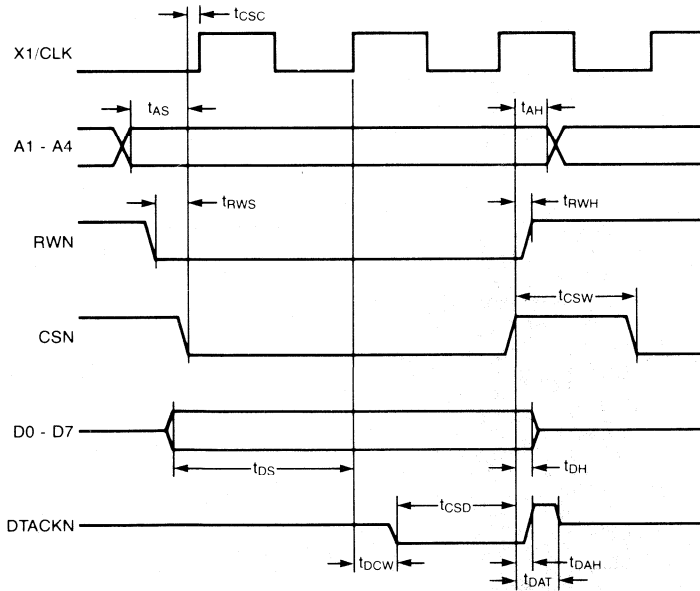 tCSC
X1/CLK
tAS
tAH
A1 - A4
tRWS
tRWH
RWN
tCSW
CSN
D0 - D7
tDS
tDH
tCSD
DTACKN
tDCW
tDAH
tDAT